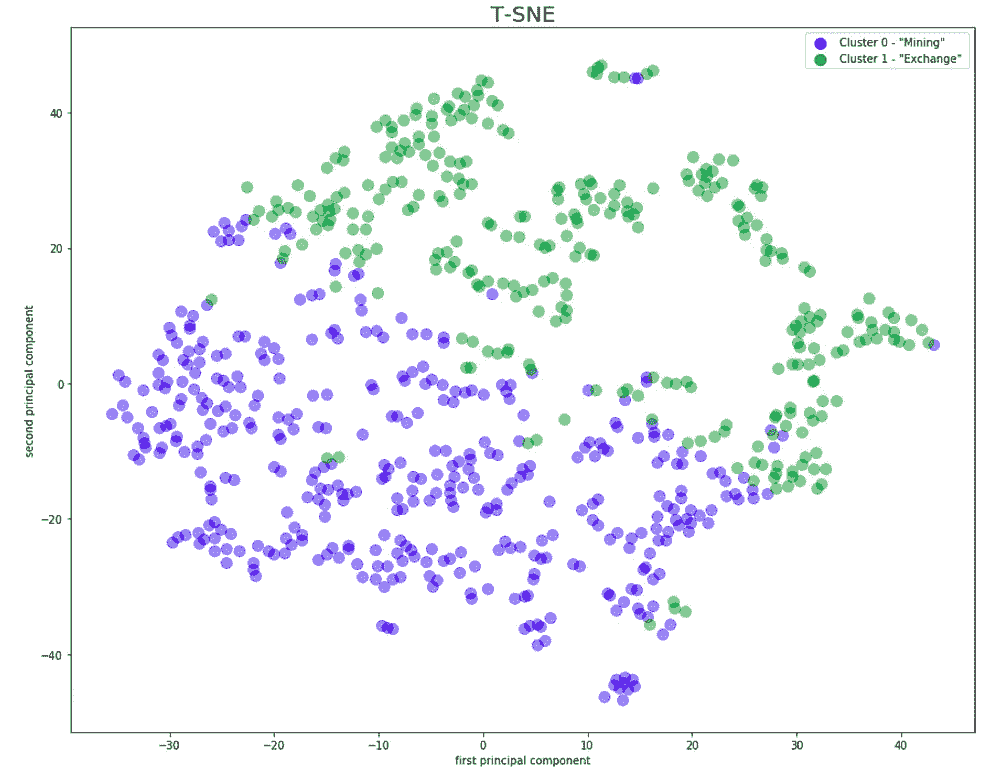 T-SNE
Cluster 0 - "Mining"
Cluster 1 - "Exchange"
second principal component
40
20
0
−20
−40
−30
−20
−10
0
10
20
30
40
first principal component